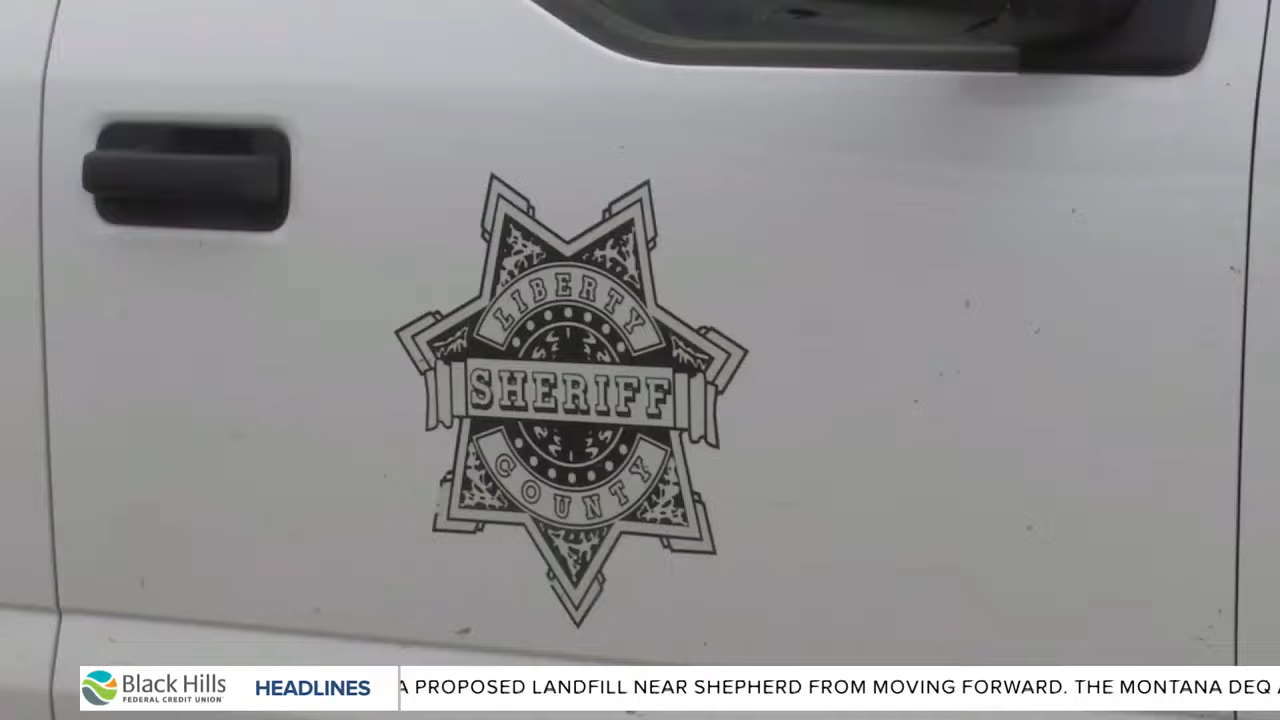 LIBERTY
SHERIFF
COUNTY
Black Hills
FEDERAL CREDIT UNION
HEADLINES
A PROPOSED LANDFILL NEAR SHEPHERD FROM MOVING FORWARD. THE MONTANA DEQ A